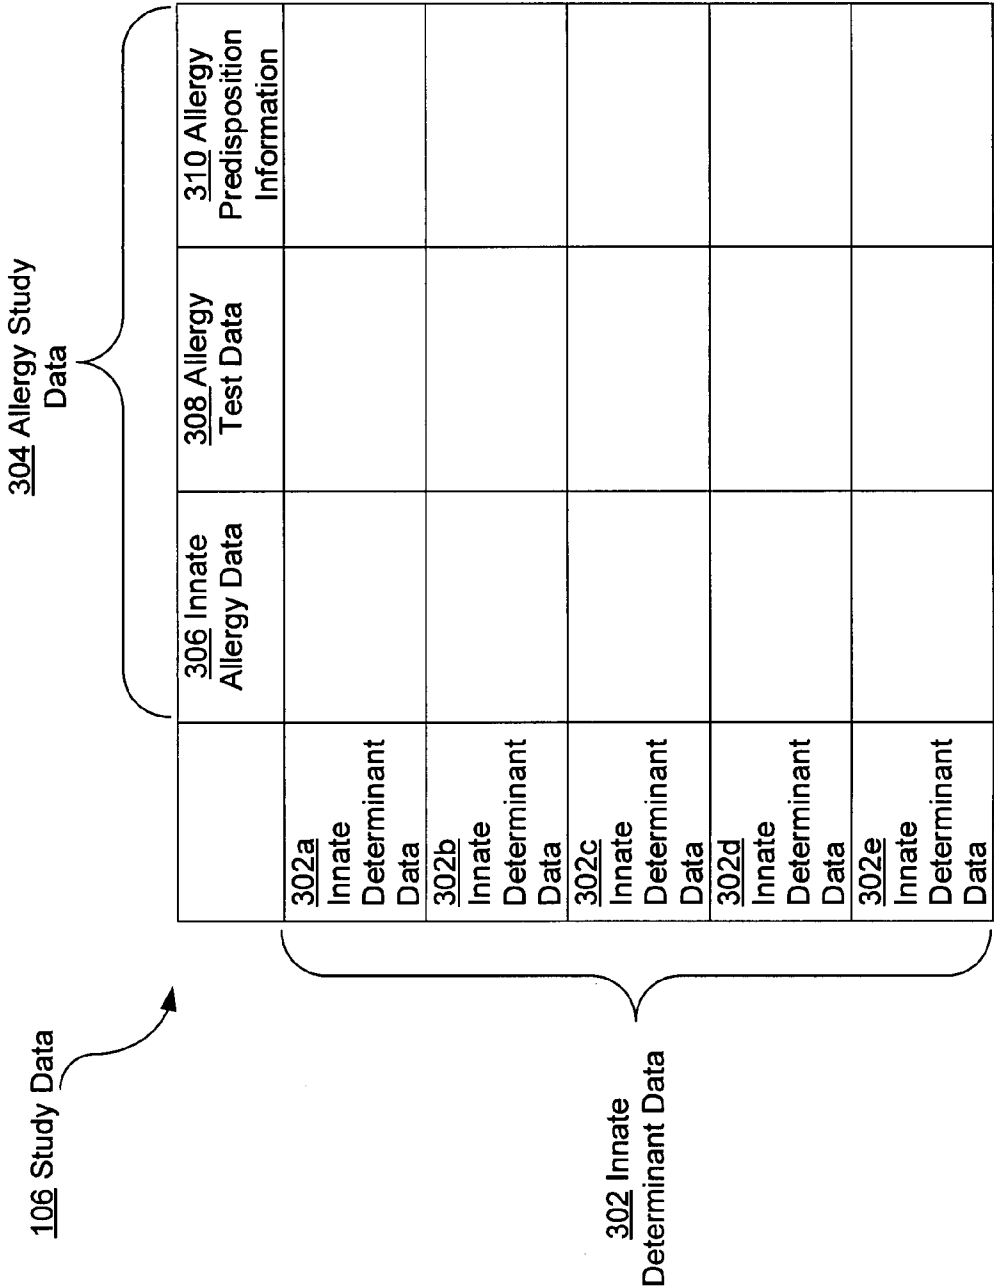 106 Study Data
304 Allergy Study
Data
306 Innate
Allergy Data
308 Allergy
Test Data
310 Allergy
Predisposition
Information
302 Innate
Determinant Data
302a
Innate
Determinant
Data
302b
Innate
Determinant
Data
302c
Innate
Determinant
Data
302d
Innate
Determinant
Data
302e
Innate
Determinant
Data